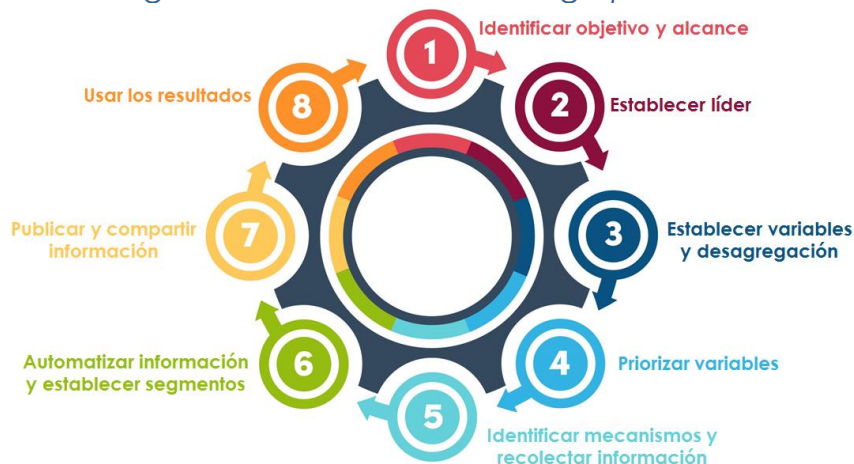 1
Identificar objetivo y alcance
2
Establecer líder
3
Establecer variables
y desagregación
4
Priorizar variables
5
Identificar mecanismos y
recolectar información
6
Automatizar información
y establecer segmentos
7
Publicar y compartir
información
8
Usar los resultados